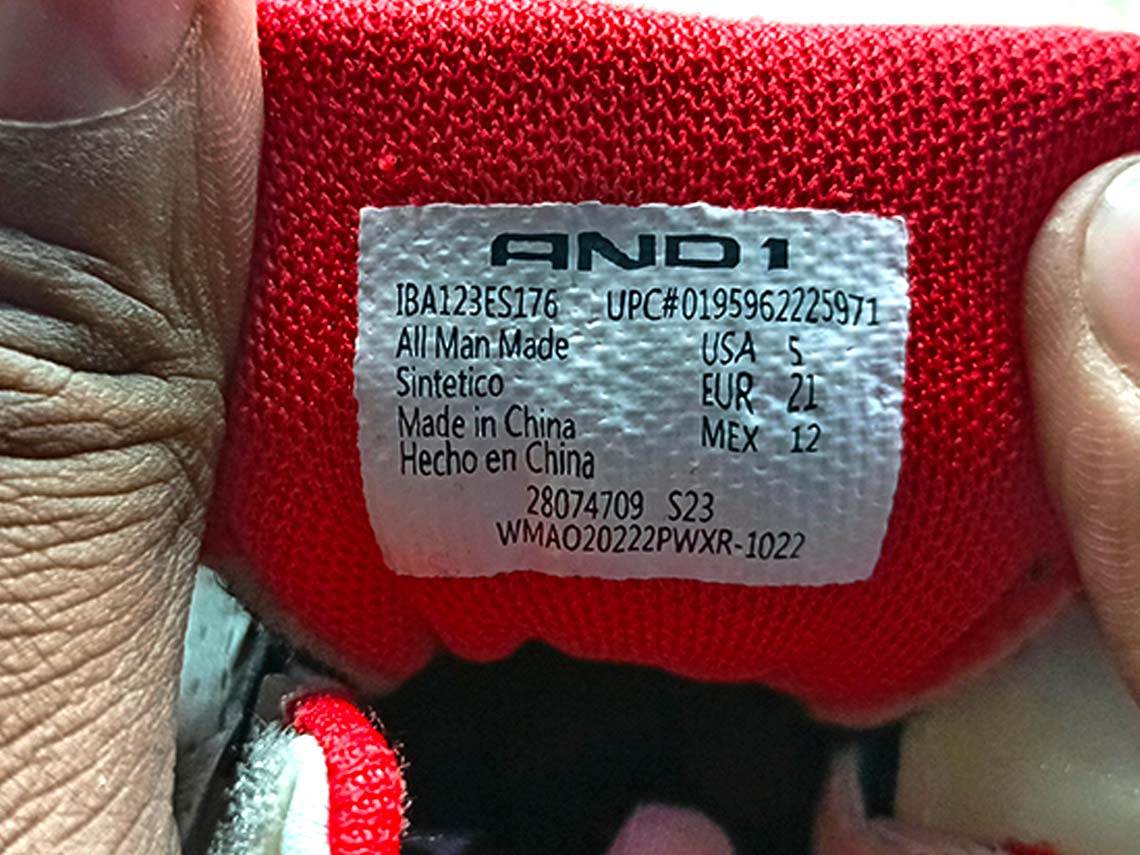 AND1
IBA123ES176 UPC#0195962225971
All Man Made USA 5
Sintetico EUR 21
Made in China MEX 12
Hecho en China
28074709 S23
WMAO20222PWXR-1022